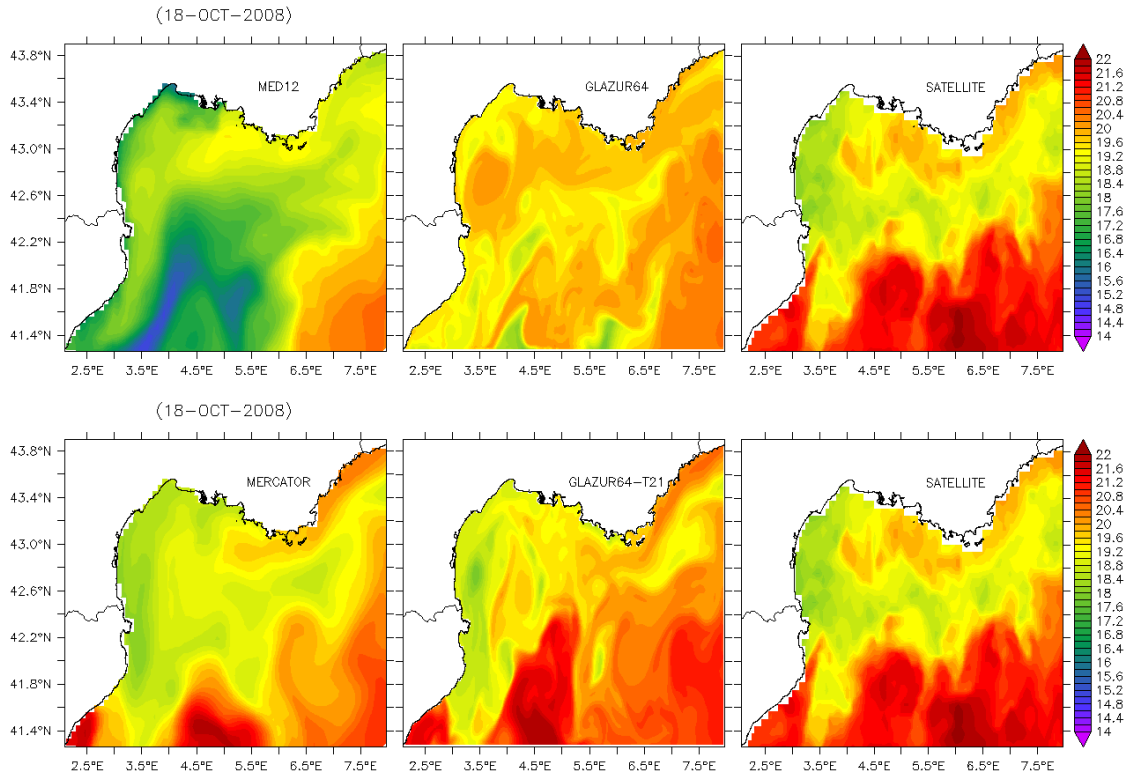 (18-OCT-2008)
MED12
GLAZUR64
SATELLITE
43.8°N
43.4°N
43.0°N
42.6°N
42.2°N
41.8°N
41.4°N
2.5°E 3.5°E 4.5°E 5.5°E 6.5°E 7.5°E
2.5°E 3.5°E 4.5°E 5.5°E 6.5°E 7.5°E
2.5°E 3.5°E 4.5°E 5.5°E 6.5°E 7.5°E
22
21.6
21.2
20.8
20.4
20
19.6
19.2
18.8
18.4
18
17.6
17.2
16.8
16.4
16
15.6
15.2
14.8
14.4
14
(18-OCT-2008)
MERCATOR
GLAZUR64-T21
SATELLITE
43.8°N
43.4°N
43.0°N
42.6°N
42.2°N
41.8°N
41.4°N
2.5°E 3.5°E 4.5°E 5.5°E 6.5°E 7.5°E
2.5°E 3.5°E 4.5°E 5.5°E 6.5°E 7.5°E
2.5°E 3.5°E 4.5°E 5.5°E 6.5°E 7.5°E
22
21.6
21.2
20.8
20.4
20
19.6
19.2
18.8
18.4
18
17.6
17.2
16.8
16.4
16
15.6
15.2
14.8
14.4
14